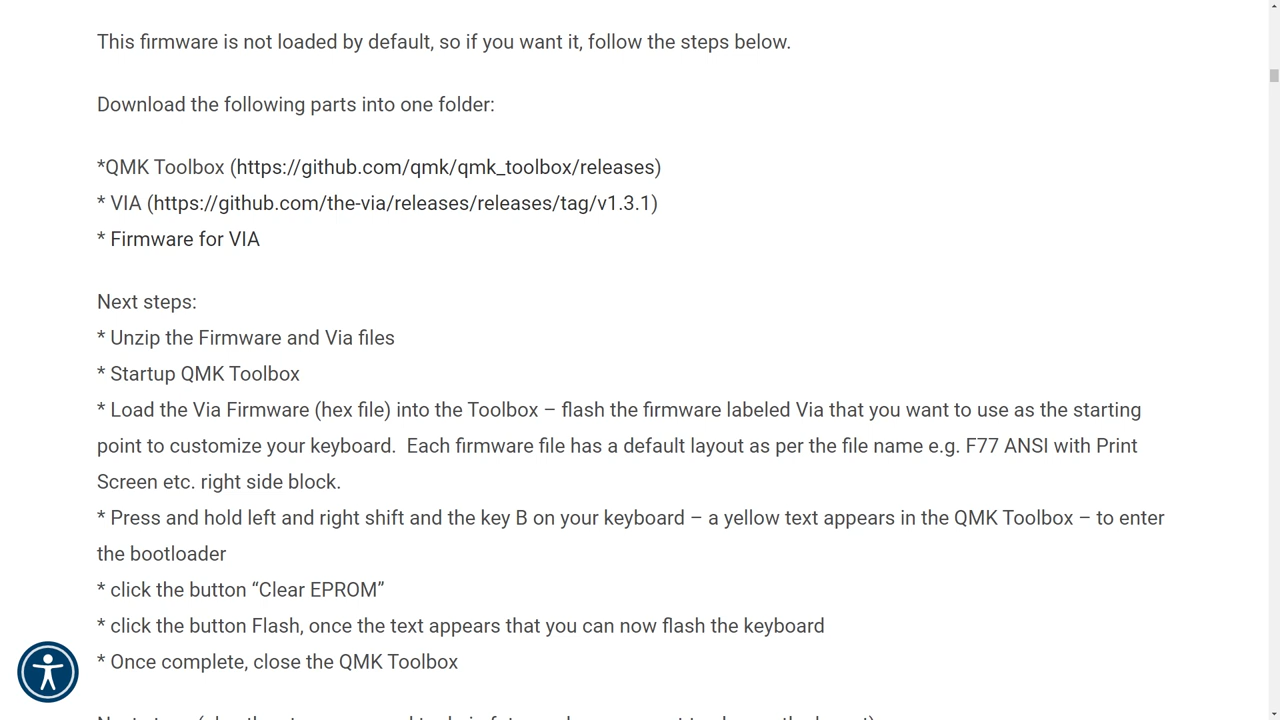 This firmware is not loaded by default, so if you want it, follow the steps below.
Download the following parts into one folder:
*QMK Toolbox (https://github.com/qmk/qmk_toolbox/releases)
* VIA (https://github.com/the-via/releases/releases/tag/v1.3.1)
* Firmware for VIA
Next steps:
* Unzip the Firmware and Via files
* Startup QMK Toolbox
* Load the Via Firmware (hex file) into the Toolbox – flash the firmware labeled Via that you want to use as the starting
point to customize your keyboard.  Each firmware file has a default layout as per the file name e.g. F77 ANSI with Print
Screen etc. right side block.
* Press and hold left and right shift and the key B on your keyboard – a yellow text appears in the QMK Toolbox – to enter
the bootloader
* click the button “Clear EPROM”
* click the button Flash, once the text appears that you can now flash the keyboard
* Once complete, close the QMK Toolbox